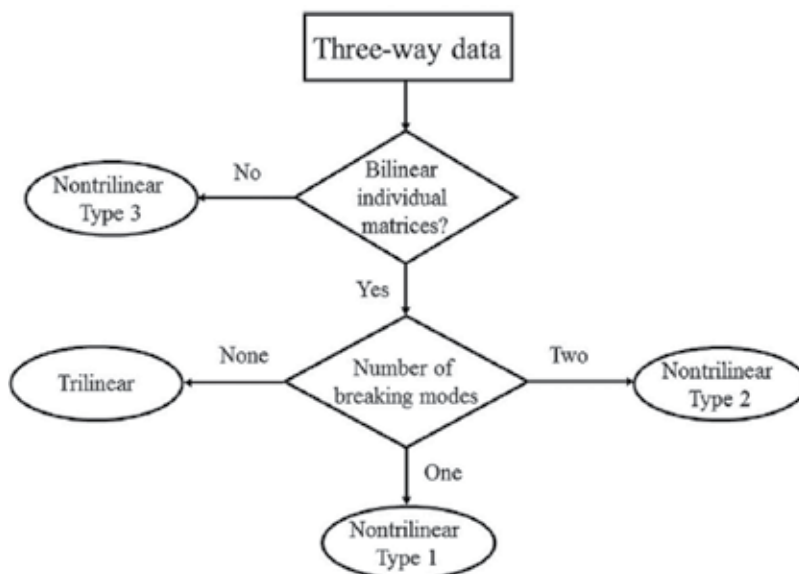 Three-way data
No
Bilinear
individual
matrices?
Nontrilinear
Type 3
Yes
None
Number of
breaking modes
Two
Trilinear
Nontrilinear
Type 2
One
Nontrilinear
Type 1